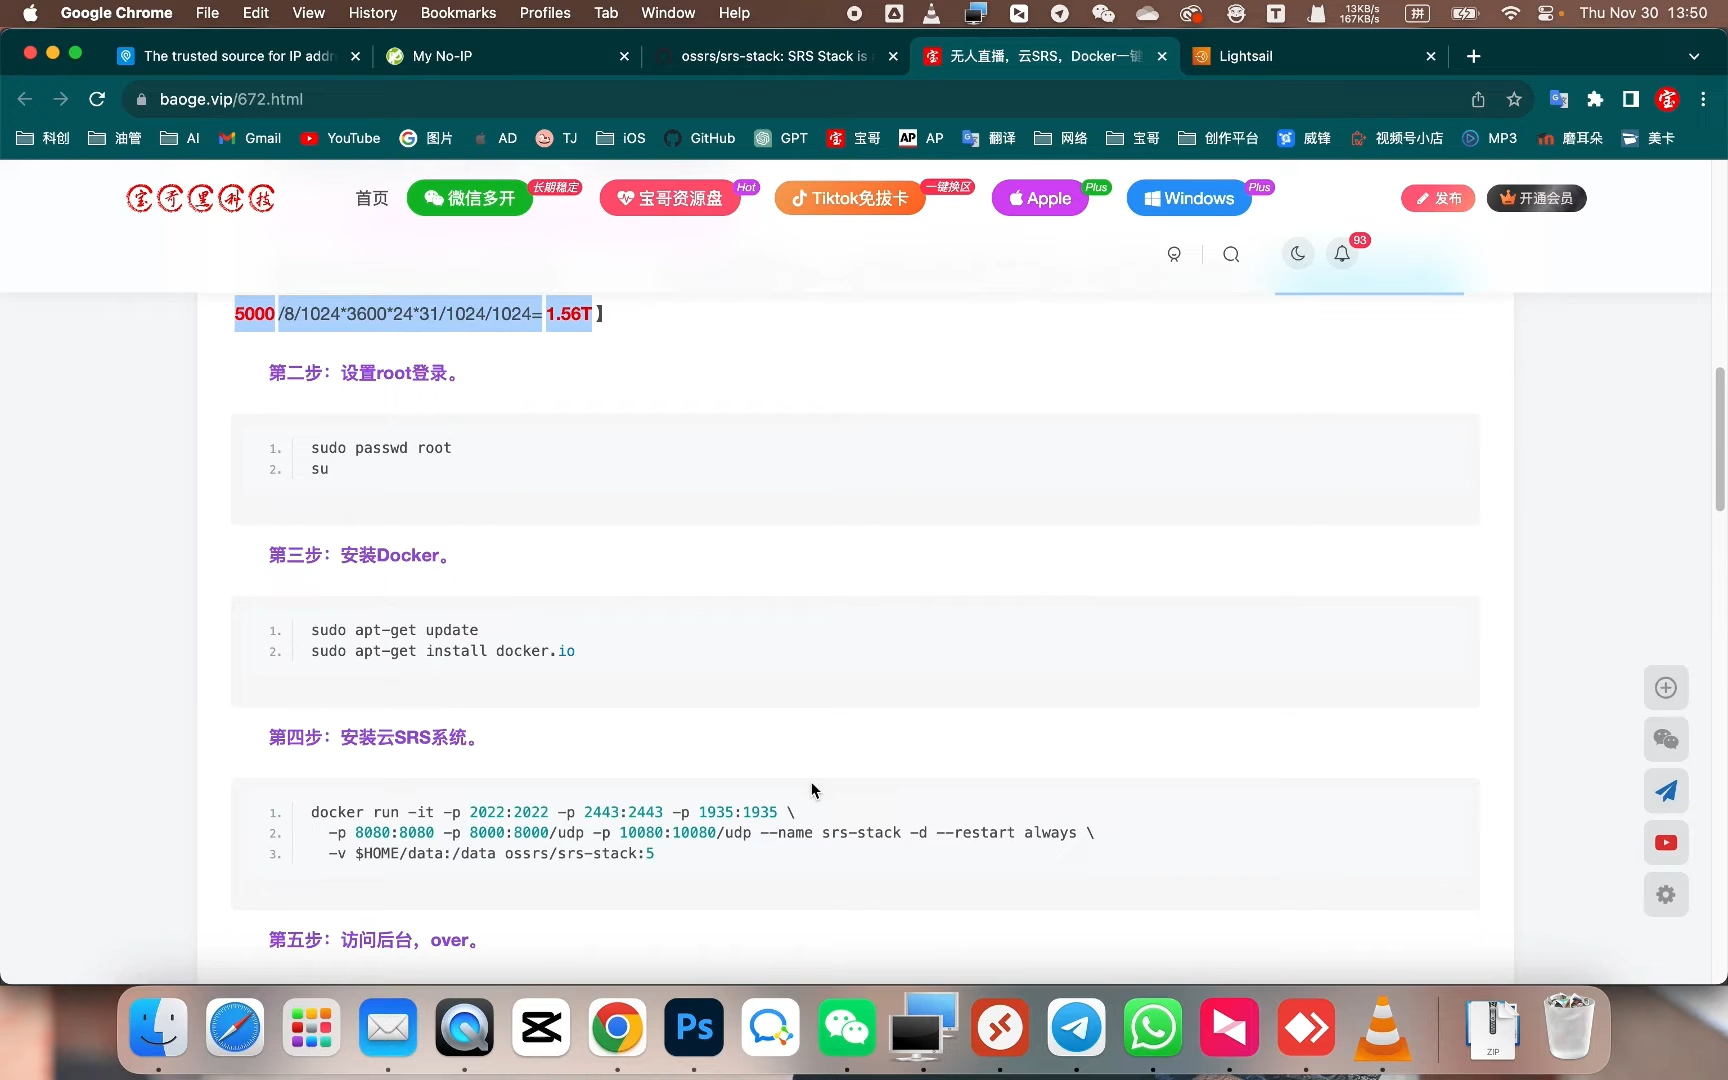 Google Chrome File Edit View History Bookmarks Profiles Tab Window Help 13KB/s 167KB/s 拼 Thu Nov 30 13:50
The trusted source for IP addr My No-IP ossrs/srs-stack: SRS Stack is 无人直播，云SRS，Docker一键 Lightsail
baoge.vip/672.html
科创 油管 AI Gmail YouTube 图片 AD TJ iOS GitHub GPT 宝哥 AP 翻译 网络 宝哥 创作平台 威锋 视频号小店 MP3 磨耳朵 美卡
宝哥黑科技 首页 微信多开 长期稳定 宝哥资源盘 Hot Tiktok免拔卡 一键换区 Apple Plus Windows Plus 发布 开通会员
93
5000 /8/1024*3600*24*31/1024/1024= 1.56T 】
第二步：设置root登录。
1. sudo passwd root
2. su
第三步：安装Docker。
1. sudo apt-get update
2. sudo apt-get install docker.io
第四步：安装云SRS系统。
1. docker run -it -p 2022:2022 -p 2443:2443 -p 1935:1935 \
2. -p 8080:8080 -p 8000:8000/udp -p 10080:10080/udp --name srs-stack -d --restart always \
3. -v $HOME/data:/data ossrs/srs-stack:5
第五步：访问后台，over。
Ps
ZIP